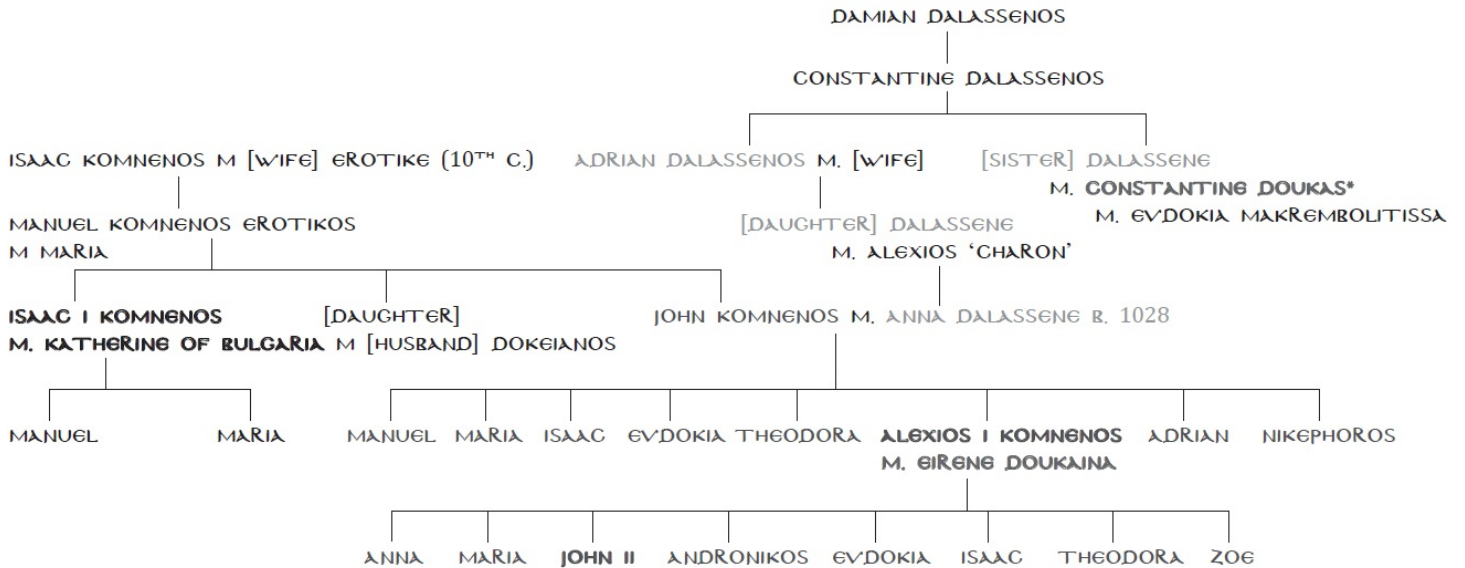 DAMIAN DALASSENOS
CONSTANTINE DALASSENOS
ISAAC KOMNENOS M [WIFE] EROTIKE (10TH C.)
ADRIAN DALASSENOS M. [WIFE]
[SISTER] DALASSENE
M. CONSTANTINE DOUKAS*
M. EVDOKIA MAKREMBOLITISSA
MANUEL KOMNENOS EROTIKOS
M MARIA
[DAUGHTER] DALASSENE
M. ALEXIOS ‘CHARON’
ISAAC I KOMNENOS
M. KATHERINE OF BULGARIA
[DAUGHTER]
M [HUSBAND] DOKEIANOS
JOHN KOMNENOS M. ANNA DALASSENE B. 1028
MANUEL
MARIA
MANUEL
MARIA
ISAAC
EVDOKIA
THEODORA
ALEXIOS I KOMNENOS
M. EIRENE DOUKAINA
ADRIAN
NIKEPHOROS
ANNA
MARIA
JOHN II
ANDRONIKOS
EVDOKIA
ISAAC
THEODORA
ZOE